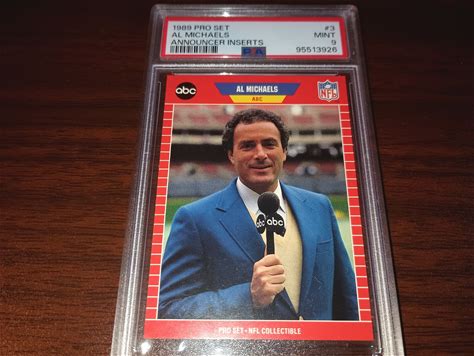 1989 PRO SET #3
AL MICHAELS MINT
ANNOUNCER INSERTS 9
PSA 95513926
abc
AL MICHAELS
ABC
NFL
abc
abc
PRO SET • NFL COLLECTIBLE